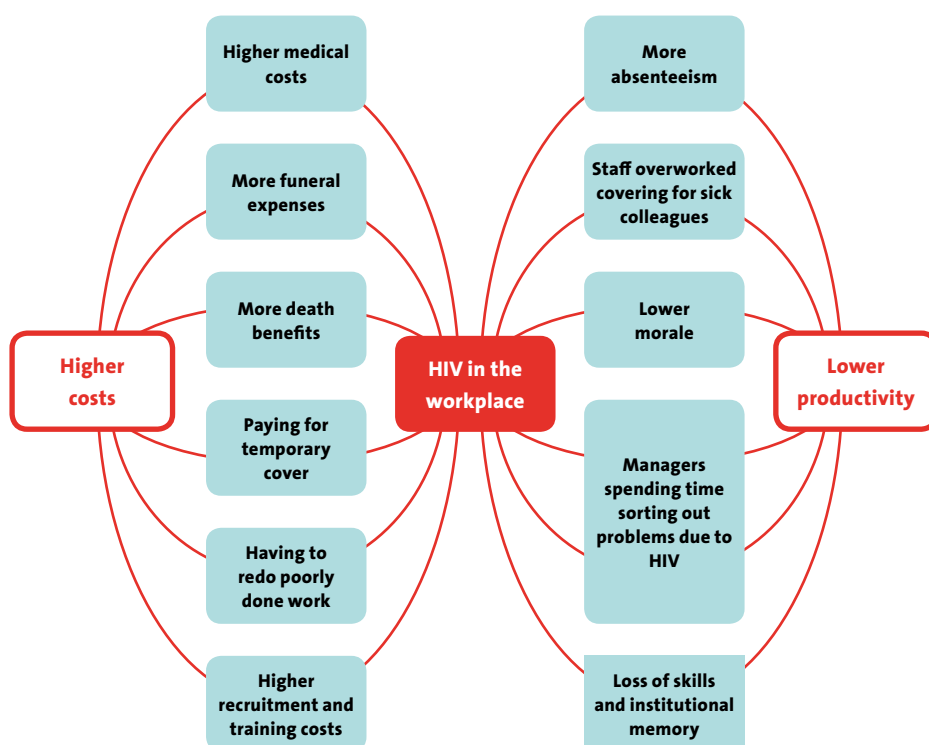 Higher medical
costs
More funeral
expenses
More death
benefits
Higher
costs
Paying for
temporary
cover
Having to
redo poorly
done work
Higher
recruitment and
training costs
HIV in the
workplace
More
absenteeism
Staff overworked
covering for sick
colleagues
Lower
morale
Lower
productivity
Managers
spending time
sorting out
problems due to
HIV
Loss of skills
and institutional
memory